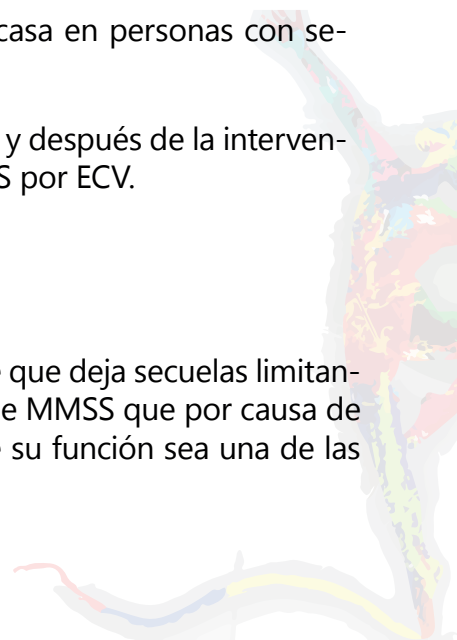 casa en personas con se-
y después de la interven-
S por ECV.
que deja secuelas limitan-
e MMSS que por causa de
su función sea una de las